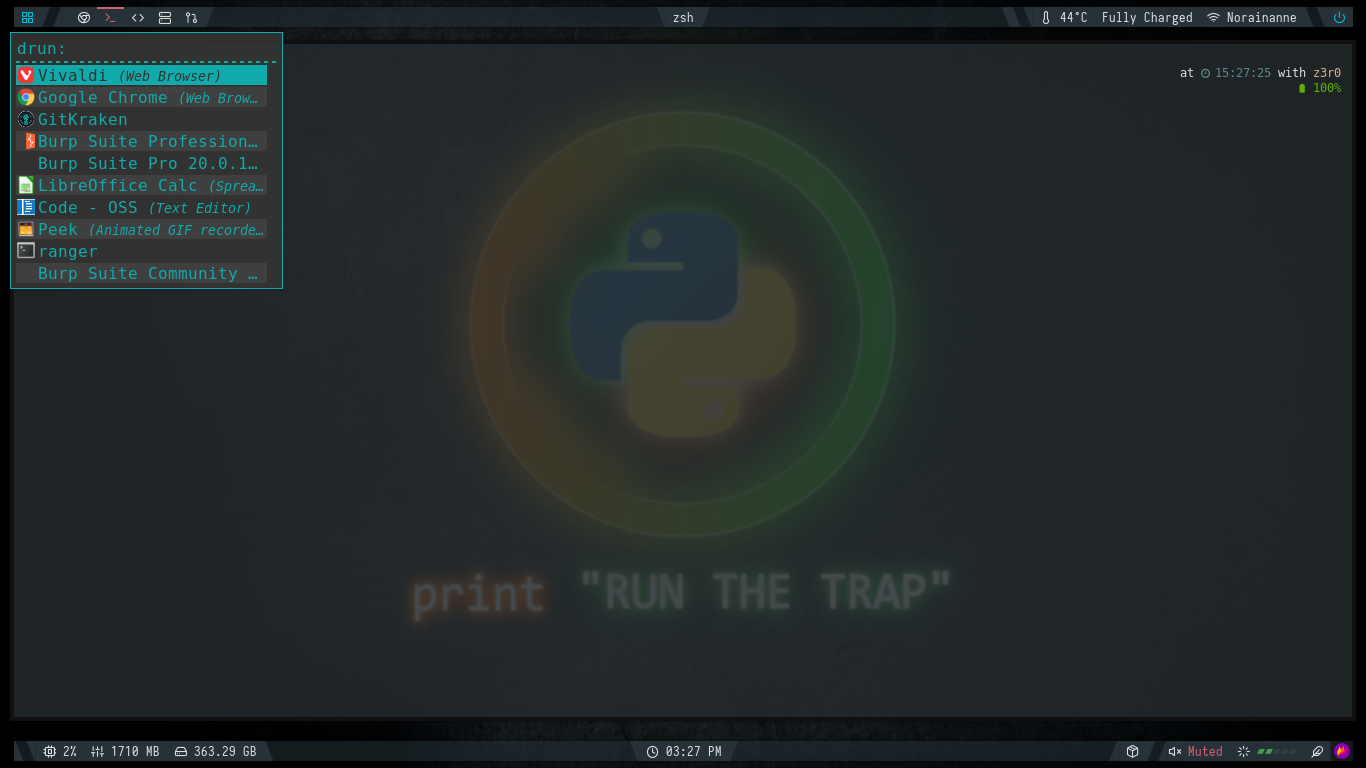 zsh
44°C Fully Charged Norainanne
drun:
Vivaldi (Web Browser)
Google Chrome (Web Brow…
GitKraken
Burp Suite Profession…
Burp Suite Pro 20.0.1…
LibreOffice Calc (Sprea…
Code - OSS (Text Editor)
Peek (Animated GIF recorde…
ranger
Burp Suite Community …
at 15:27:25 with z3r0
100%
print "RUN THE TRAP"
2% 1710 MB 363.29 GB
03:27 PM
Muted